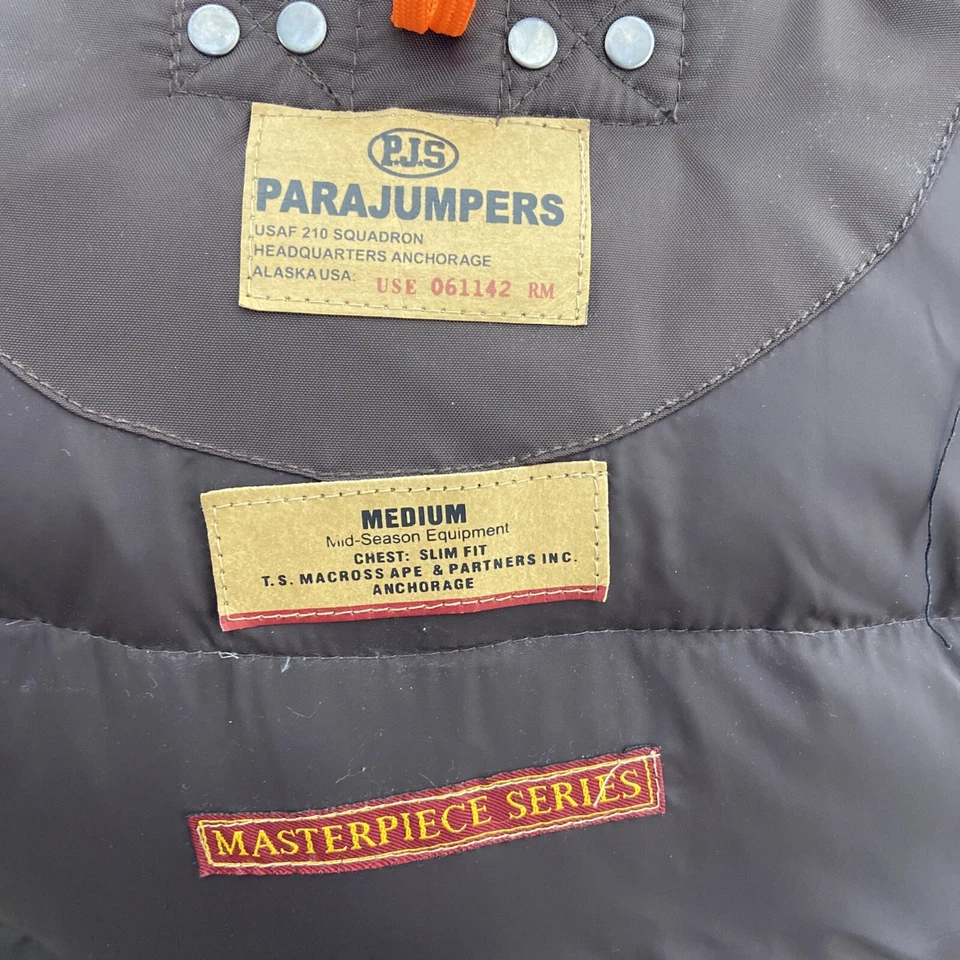 P.J.S
PARAJUMPERS
USAF 210 SQUADRON
HEADQUARTERS ANCHORAGE
ALASKA USA: USE 061142 RM
MEDIUM
Mid-Season Equipment
CHEST: SLIM FIT
T.S. MACROSS APE & PARTNERS INC.
ANCHORAGE
MASTERPIECE SERIES